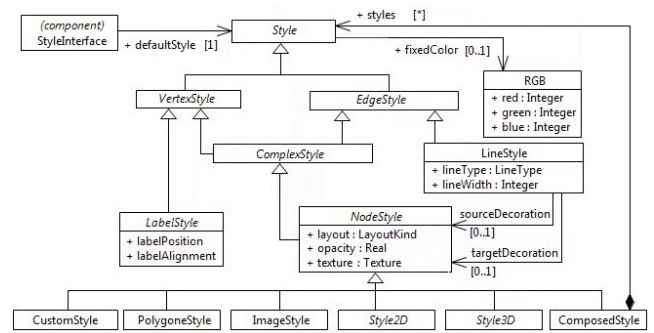 (component)
StyleInterface
+ defaultStyle [1]
Style
+ styles [*]
+ fixedColor [0..1]
RGB
+ red : Integer
+ green : Integer
+ blue : Integer
VertexStyle
EdgeStyle
ComplexStyle
LineStyle
+ lineType : LineType
+ lineWidth : Integer
LabelStyle
+ labelPosition
+ labelAlignment
NodeStyle
+ layout : LayoutKind
+ opacity : Real
+ texture : Texture
sourceDecoration
[0..1]
targetDecoration
[0..1]
CustomStyle
PolygoneStyle
ImageStyle
Style2D
Style3D
ComposedStyle